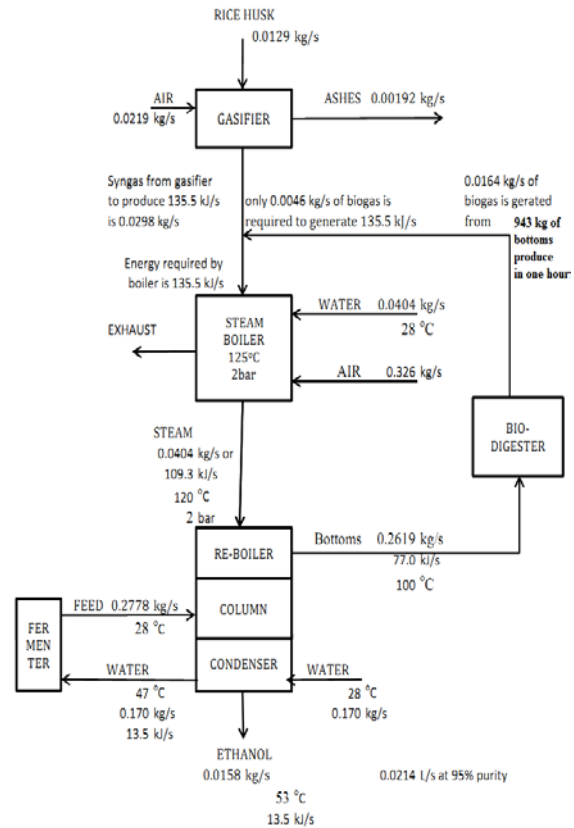 RICE HUSK
0.0129 kg/s
AIR
0.0219 kg/s
GASIFIER
ASHES 0.00192 kg/s
Syngas from gasifier
to produce 135.5 kJ/s
is 0.0298 kg/s
only 0.0046 kg/s of biogas is
required to generate 135.5 kJ/s
0.0164 kg/s of
biogas is gerated
from 943 kg of
bottoms
produce
in one hour
Energy required by
boiler is 135.5 kJ/s
STEAM
BOILER
125°C
2bar
WATER 0.0404 kg/s
28 °C
EXHAUST
AIR 0.326 kg/s
BIO-
DIGESTER
STEAM
0.0404 kg/s or
109.3 kJ/s
120 °C
2 bar
RE-BOILER
Bottoms 0.2619 kg/s
77.0 kJ/s
100 °C
FEED 0.2778 kg/s
28 °C
COLUMN
FER
MEN
TER
CONDENSER
WATER
47 °C
0.170 kg/s
13.5 kJ/s
WATER
28 °C
0.170 kg/s
ETHANOL
0.0158 kg/s
53 °C
13.5 kJ/s
0.0214 L/s at 95% purity